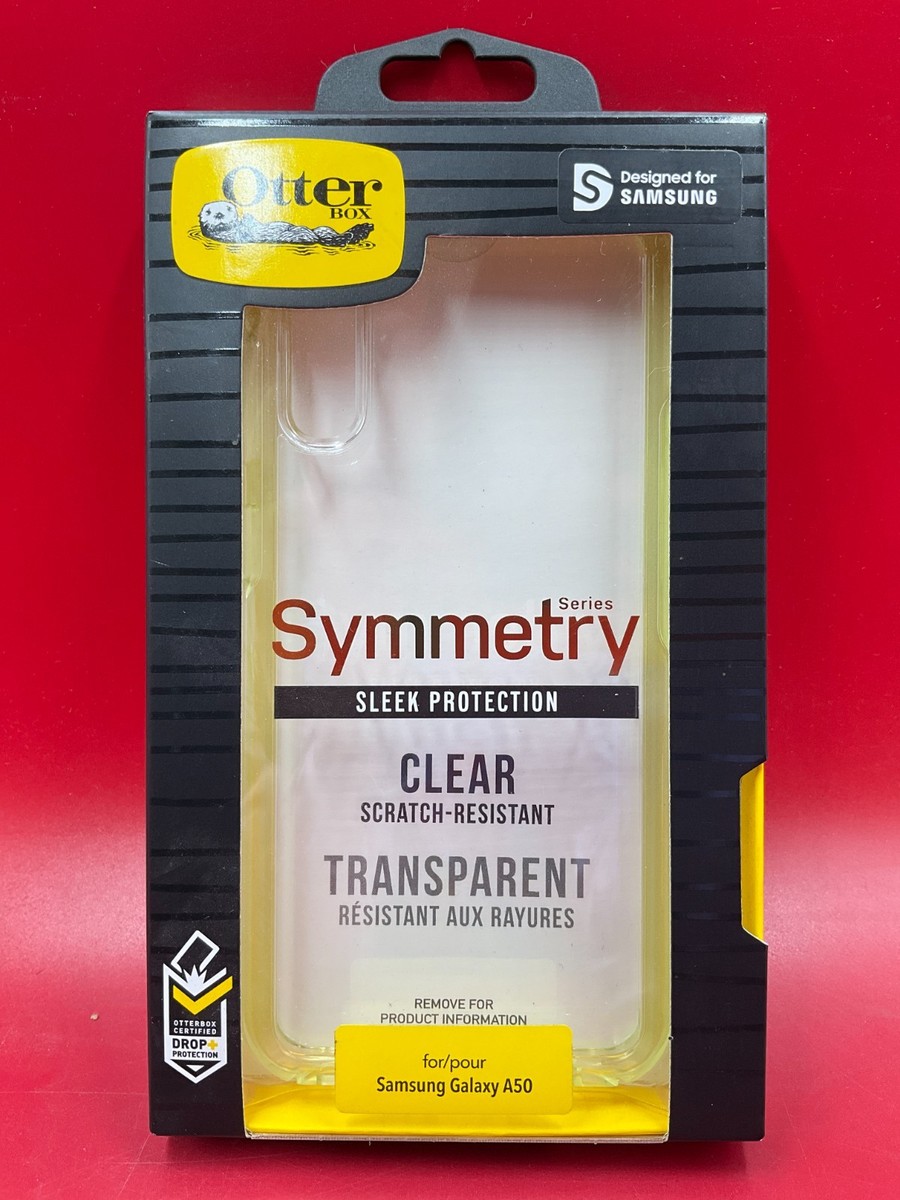 Otter
BOX
Designed for
SAMSUNG
Series
Symmetry
SLEEK PROTECTION
CLEAR
SCRATCH-RESISTANT
TRANSPARENT
RÉSISTANT AUX RAYURES
REMOVE FOR
PRODUCT INFORMATION
for/pour
Samsung Galaxy A50
OTTERBOX
CERTIFIED
DROP+
PROTECTION